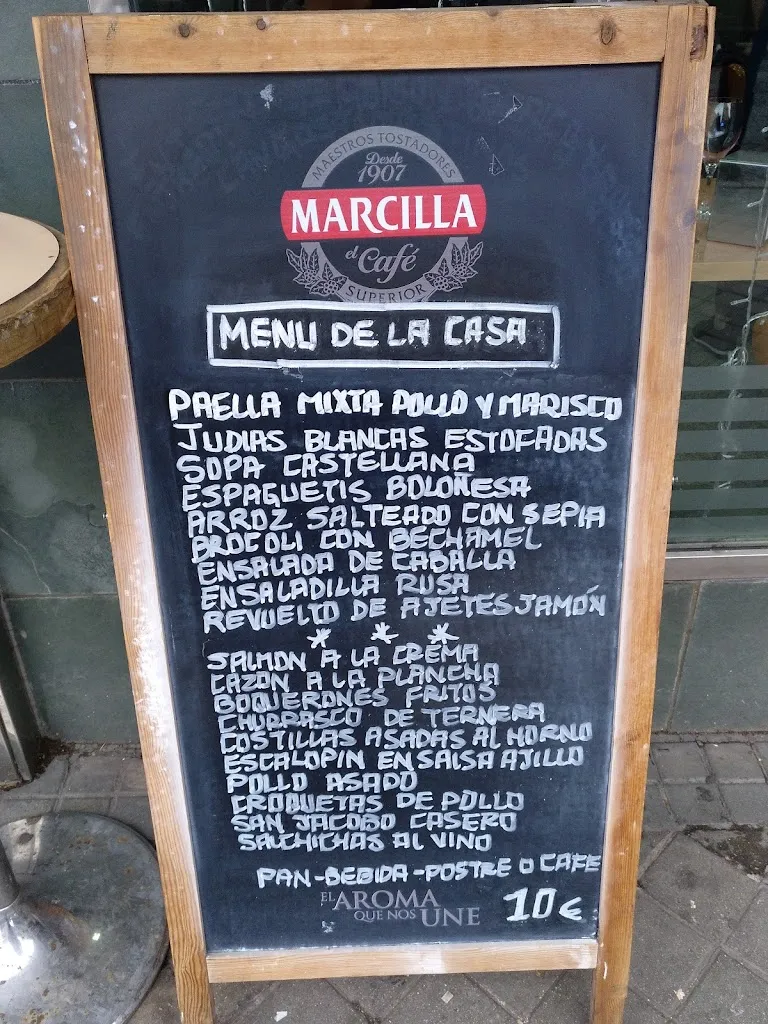 MAESTROS TOSTADORES
Desde
1907
MARCILLA
el Café
SUPERIOR
MENU DE LA CASA
PAELLA MIXTA POLLO Y MARISCO
JUDIAS BLANCAS ESTOFADAS
SOPA CASTELLANA
ESPAGUETIS BOLOÑESA
ARROZ SALTEADO CON SEPIA
BROCOLI CON BECHAMEL
ENSALADA DE CABALLA
ENSALADILLA RUSA
REVUELTO DE AJETES JAMÓN
* * *
SALMON A LA CREMA
CAZON A LA PLANCHA
BOQUERONES FRITOS
CHURRASCO DE TERNERA
COSTILLAS ASADAS AL HORNO
ESCALOPIN EN SALSA AJILLO
POLLO ASADO
CROQUETAS DE POLLO
SAN JACOBO CASERO
SALCHICHAS AL VINO
PAN-BEBIDA-POSTRE O CAFE
EL AROMA
QUE NOS UNE
10€